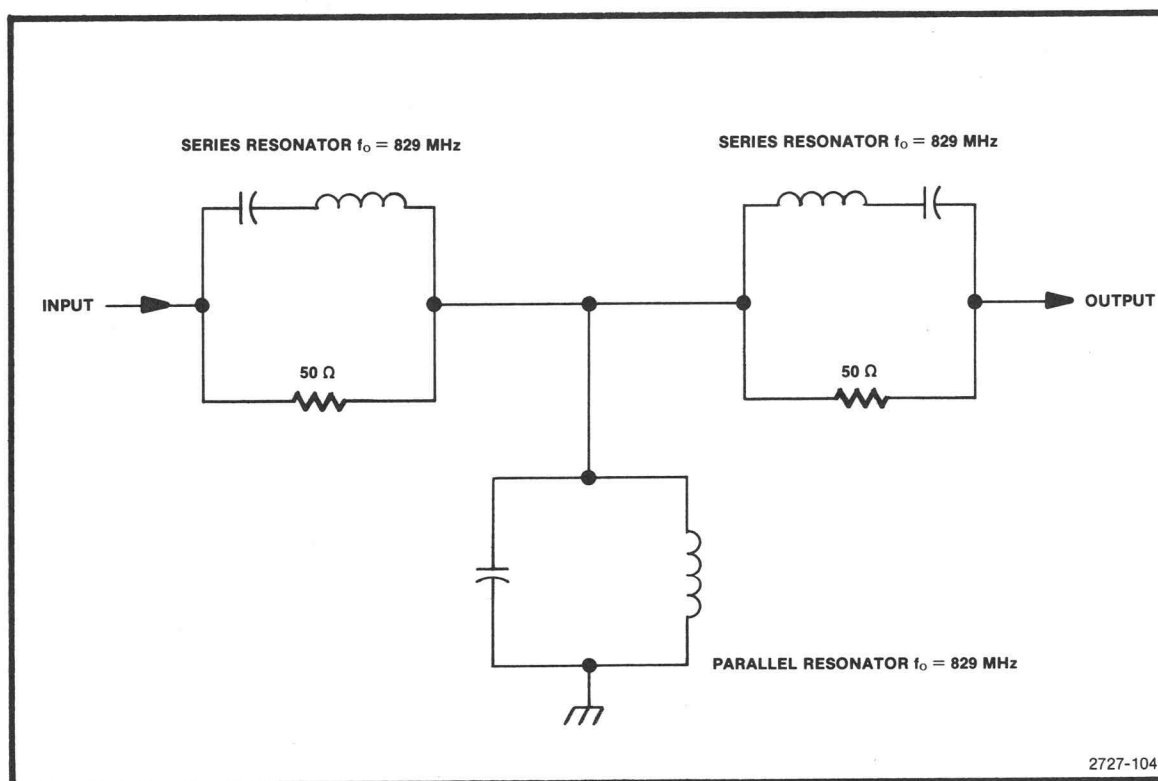 SERIES RESONATOR fo = 829 MHz
SERIES RESONATOR fo = 829 MHz
INPUT
OUTPUT
50 Ω
50 Ω
PARALLEL RESONATOR fo = 829 MHz
2727-104